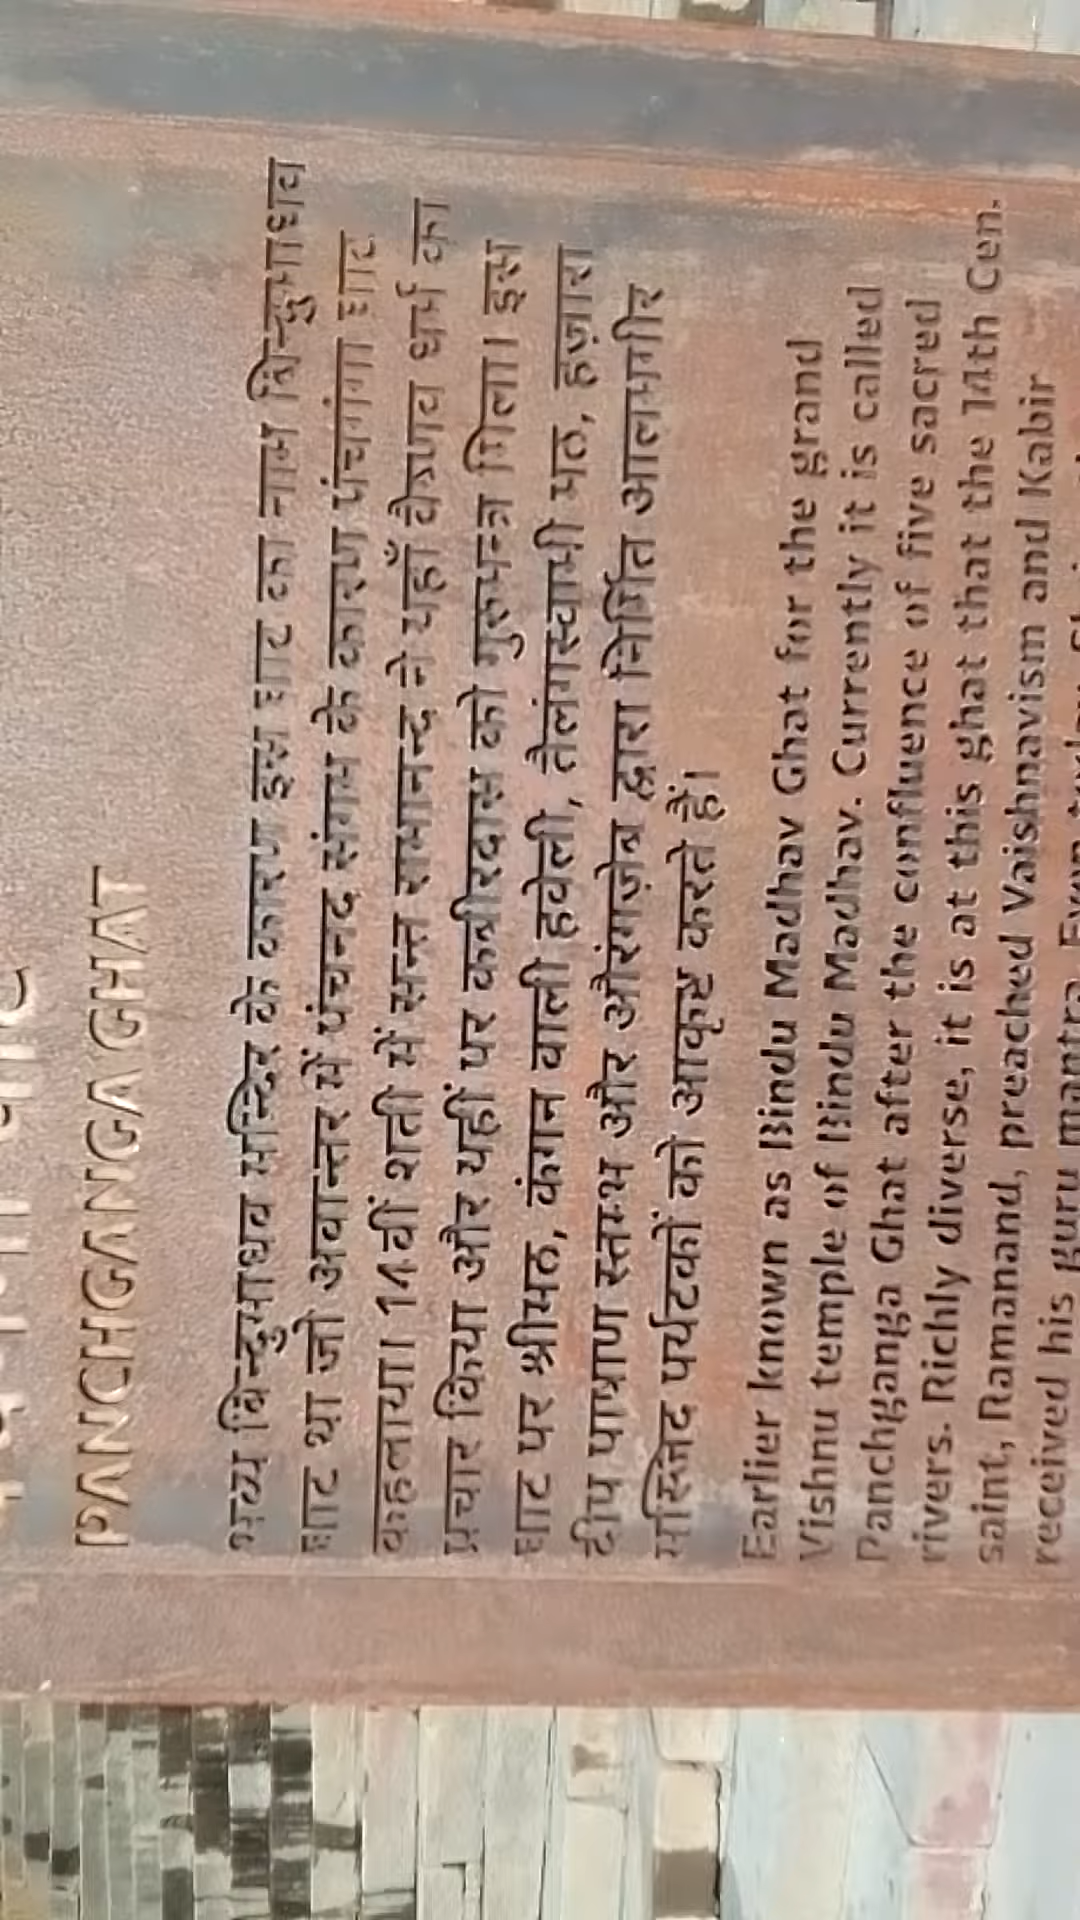 PANCHGANGA GHAT
भव्य बिन्दुमाधव मन्दिर के कारण इस घाट का नाम बिन्दुमाधव
घाट था जो अवान्तर में पंचनद संगम के कारण पंचगंगा घाट
कहलाया। 14वीं शती में सन्त रामानन्द ने यहाँ वैष्णव धर्म का
प्रचार किया और यहीं पर कबीरदास को गुरुमन्त्र मिला। इस
घाट पर श्रीमठ, कंगन वाली हवेली, तैलंगस्वामी मठ, हज़ारा
दीप पाषाण स्तम्भ और औरंगज़ेब द्वारा निर्मित आलमगीर
मस्जिद पर्यटकों को आकृष्ट करते हैं।
Earlier known as Bindu Madhav Ghat for the grand
Vishnu temple of Bindu Madhav. Currently it is called
Panchganga Ghat after the confluence of five sacred
rivers. Richly diverse, it is at this ghat that the 14th Cen.
saint, Ramanand, preached Vaishnavism and Kabir
received his guru mantra.